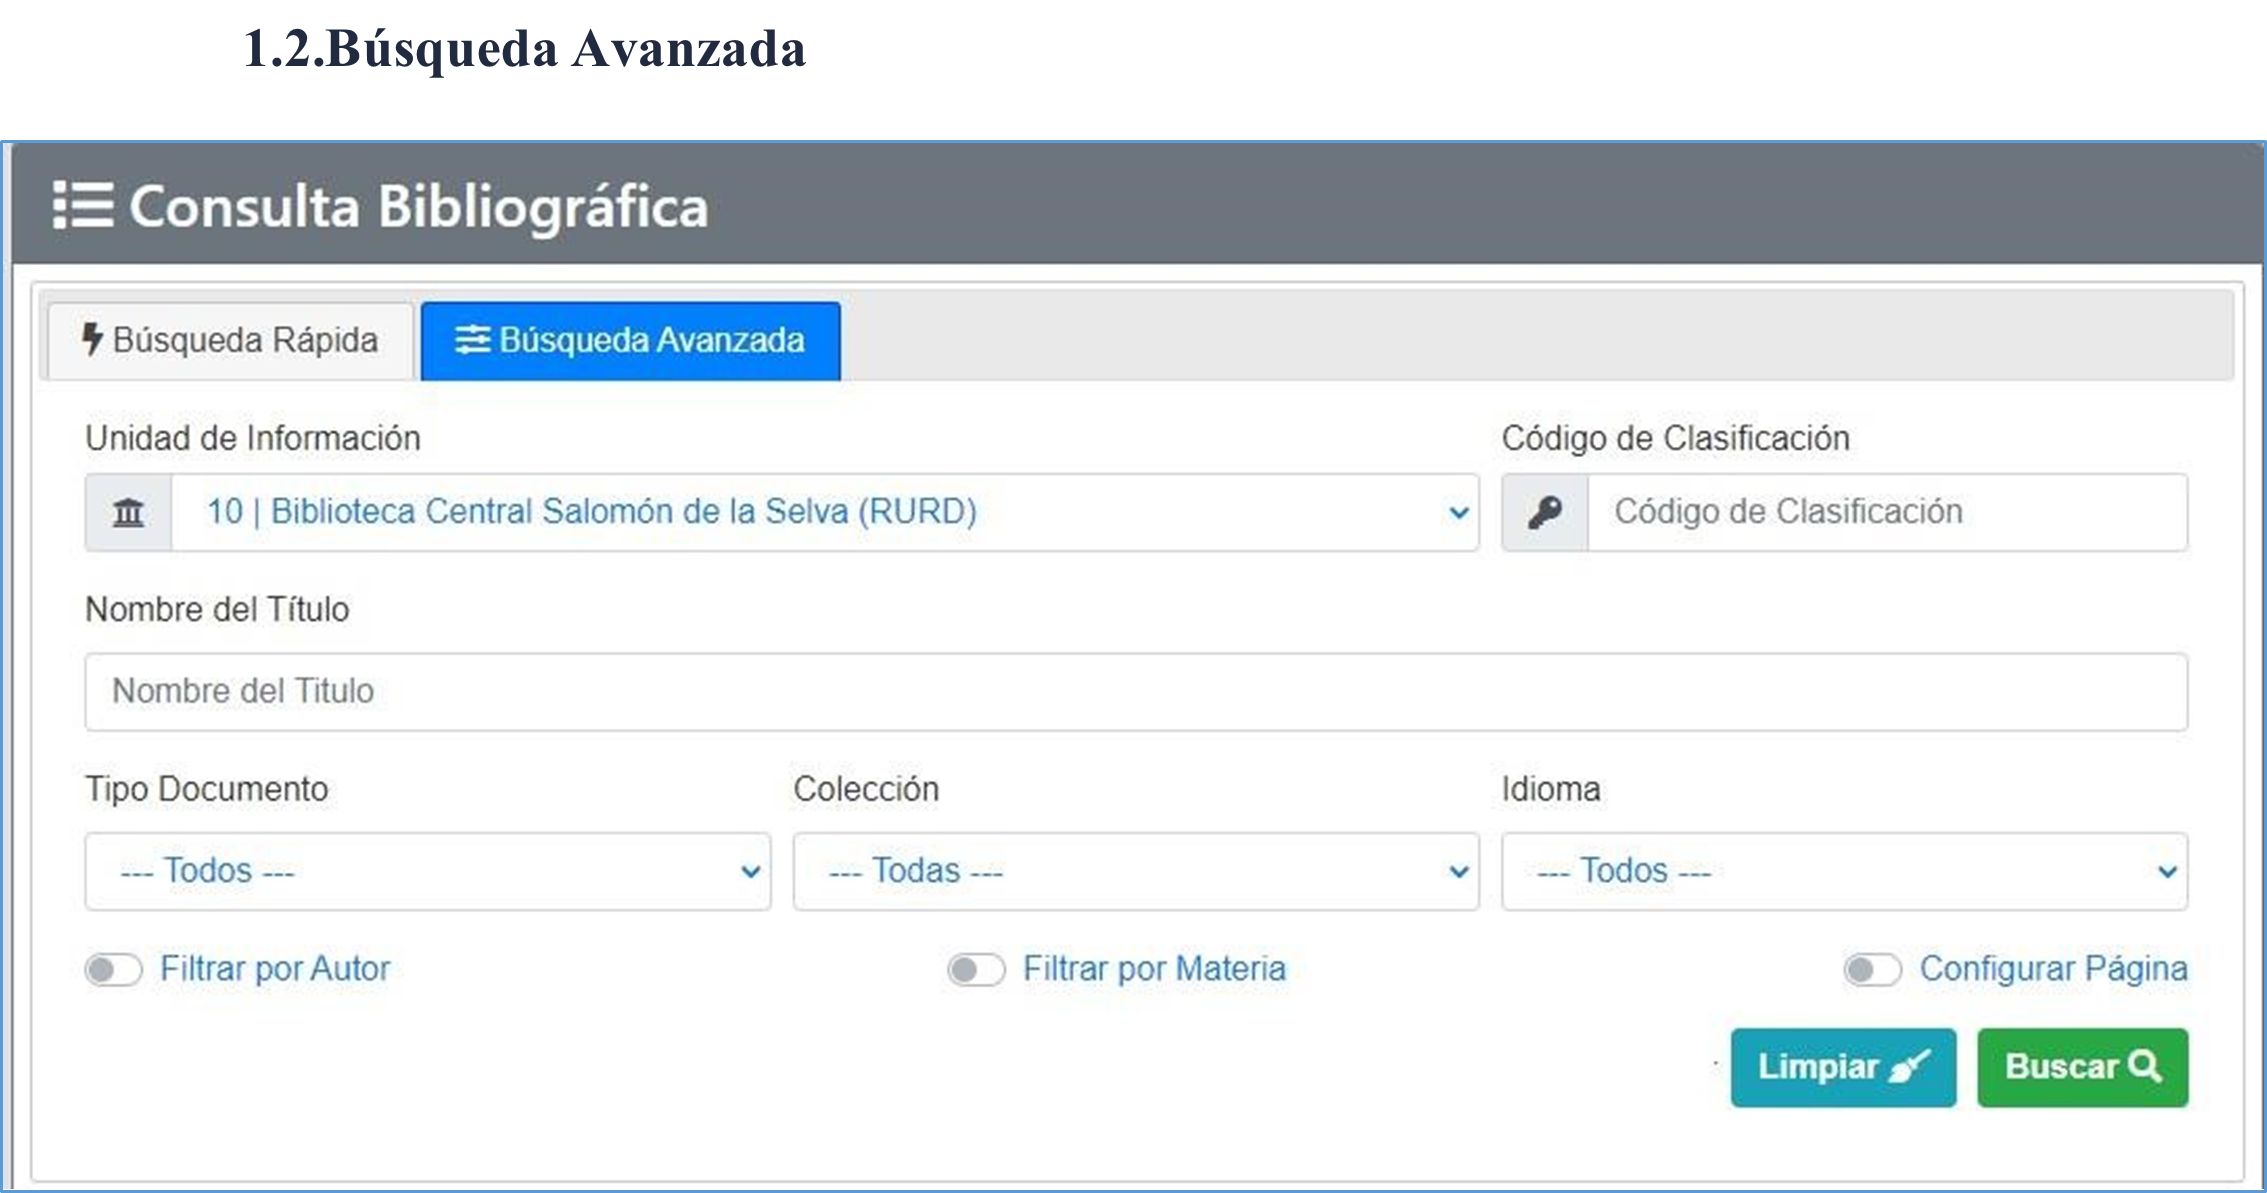 1.2.Búsqueda Avanzada
Consulta Bibliográfica
Búsqueda Rápida Búsqueda Avanzada
Unidad de Información Código de Clasificación
10 | Biblioteca Central Salomón de la Selva (RURD) Código de Clasificación
Nombre del Título
Nombre del Titulo
Tipo Documento Colección Idioma
--- Todos --- --- Todas --- --- Todos ---
Filtrar por Autor Filtrar por Materia Configurar Página
Limpiar Buscar